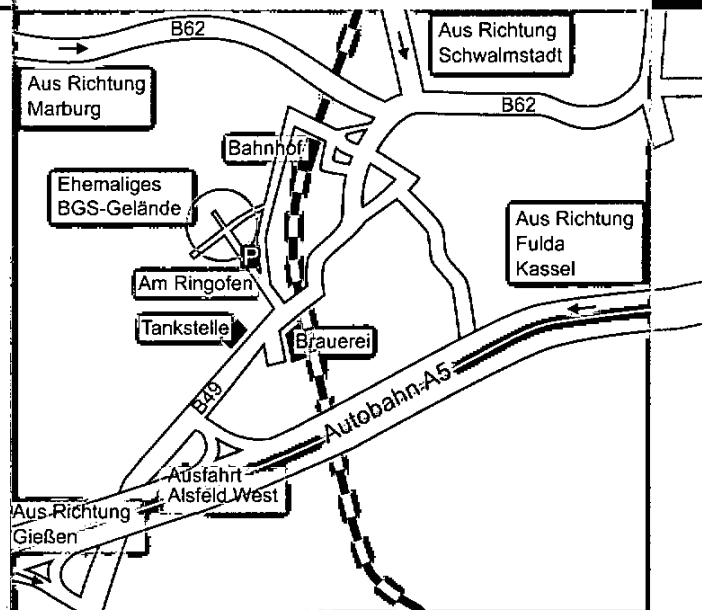 B62
Aus Richtung
Schwalmstadt
Aus Richtung
Marburg
B62
Bahnhof
Ehemaliges
BGS-Gelände
Aus Richtung
Fulda
Kassel
P
Am Ringofen
Tankstelle
Brauerei
B49
Autobahn A5
Ausfahrt
Alsfeld West
Aus Richtung
Gießen